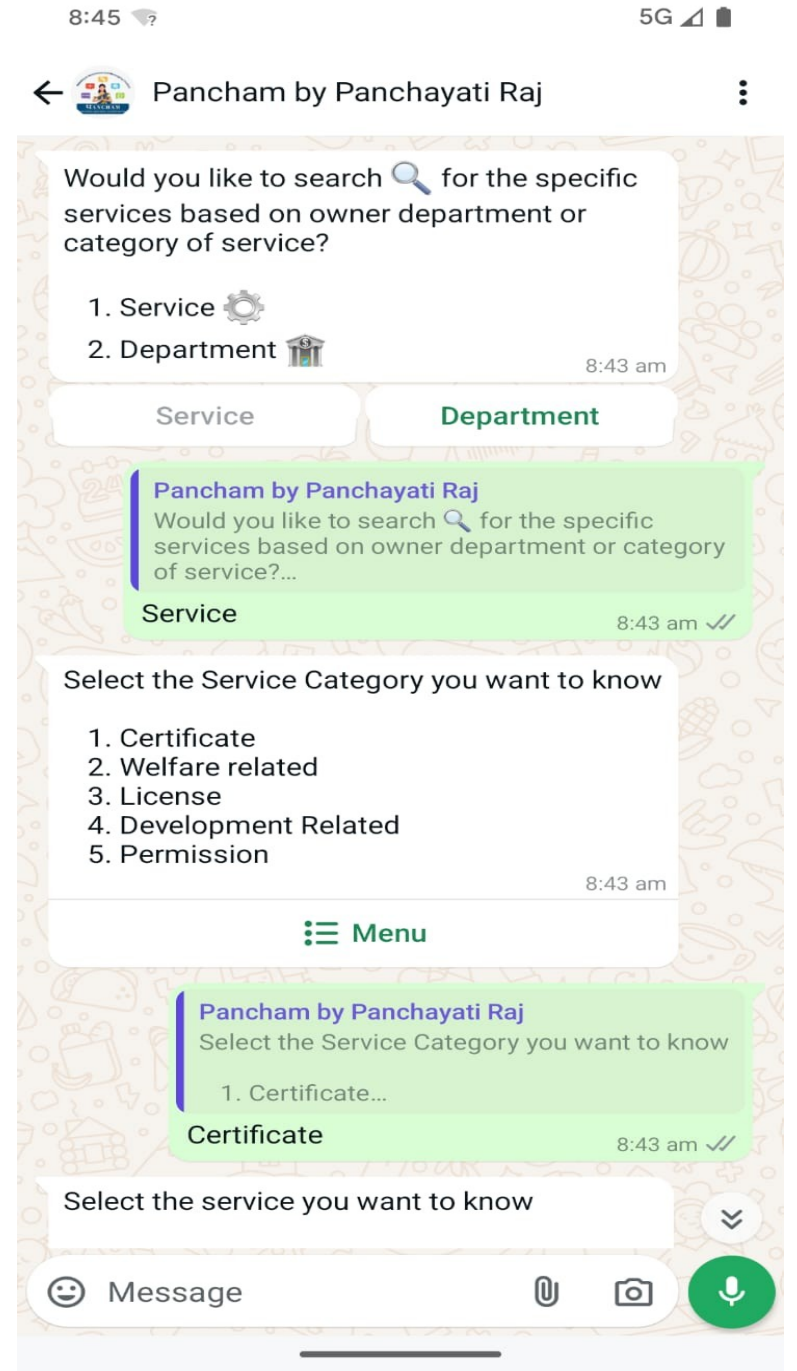 8:45
5G
Pancham by Panchayati Raj
Would you like to search 🔍 for the specific
services based on owner department or
category of service?
1. Service ⚙️
2. Department 🏦
8:43 am
Service
Department
Pancham by Panchayati Raj
Would you like to search 🔍 for the specific
services based on owner department or category
of service?...
Service
8:43 am
Select the Service Category you want to know
1. Certificate
2. Welfare related
3. License
4. Development Related
5. Permission
8:43 am
Menu
Pancham by Panchayati Raj
Select the Service Category you want to know
1. Certificate...
Certificate
8:43 am
Select the service you want to know
Message